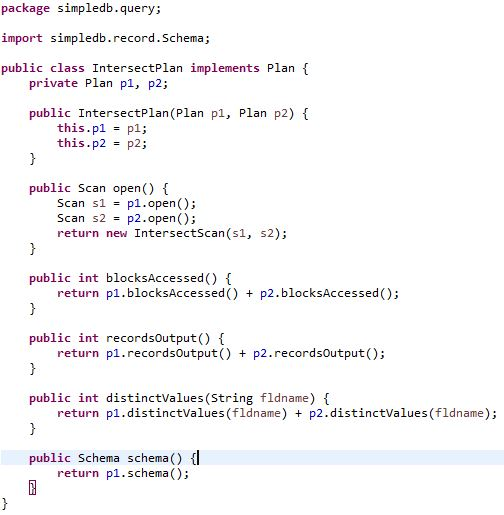 package simpledb.query;
import simpledb.record.Schema;
public class IntersectPlan implements Plan {
    private Plan p1, p2;
    public IntersectPlan(Plan p1, Plan p2) {
        this.p1 = p1;
        this.p2 = p2;
    }
    public Scan open() {
        Scan s1 = p1.open();
        Scan s2 = p2.open();
        return new IntersectScan(s1, s2);
    }
    public int blocksAccessed() {
        return p1.blocksAccessed() + p2.blocksAccessed();
    }
    public int recordsOutput() {
        return p1.recordsOutput() + p2.recordsOutput();
    }
    public int distinctValues(String fldname) {
        return p1.distinctValues(fldname) + p2.distinctValues(fldname);
    }
    public Schema schema() {
        return p1.schema();
    }
}